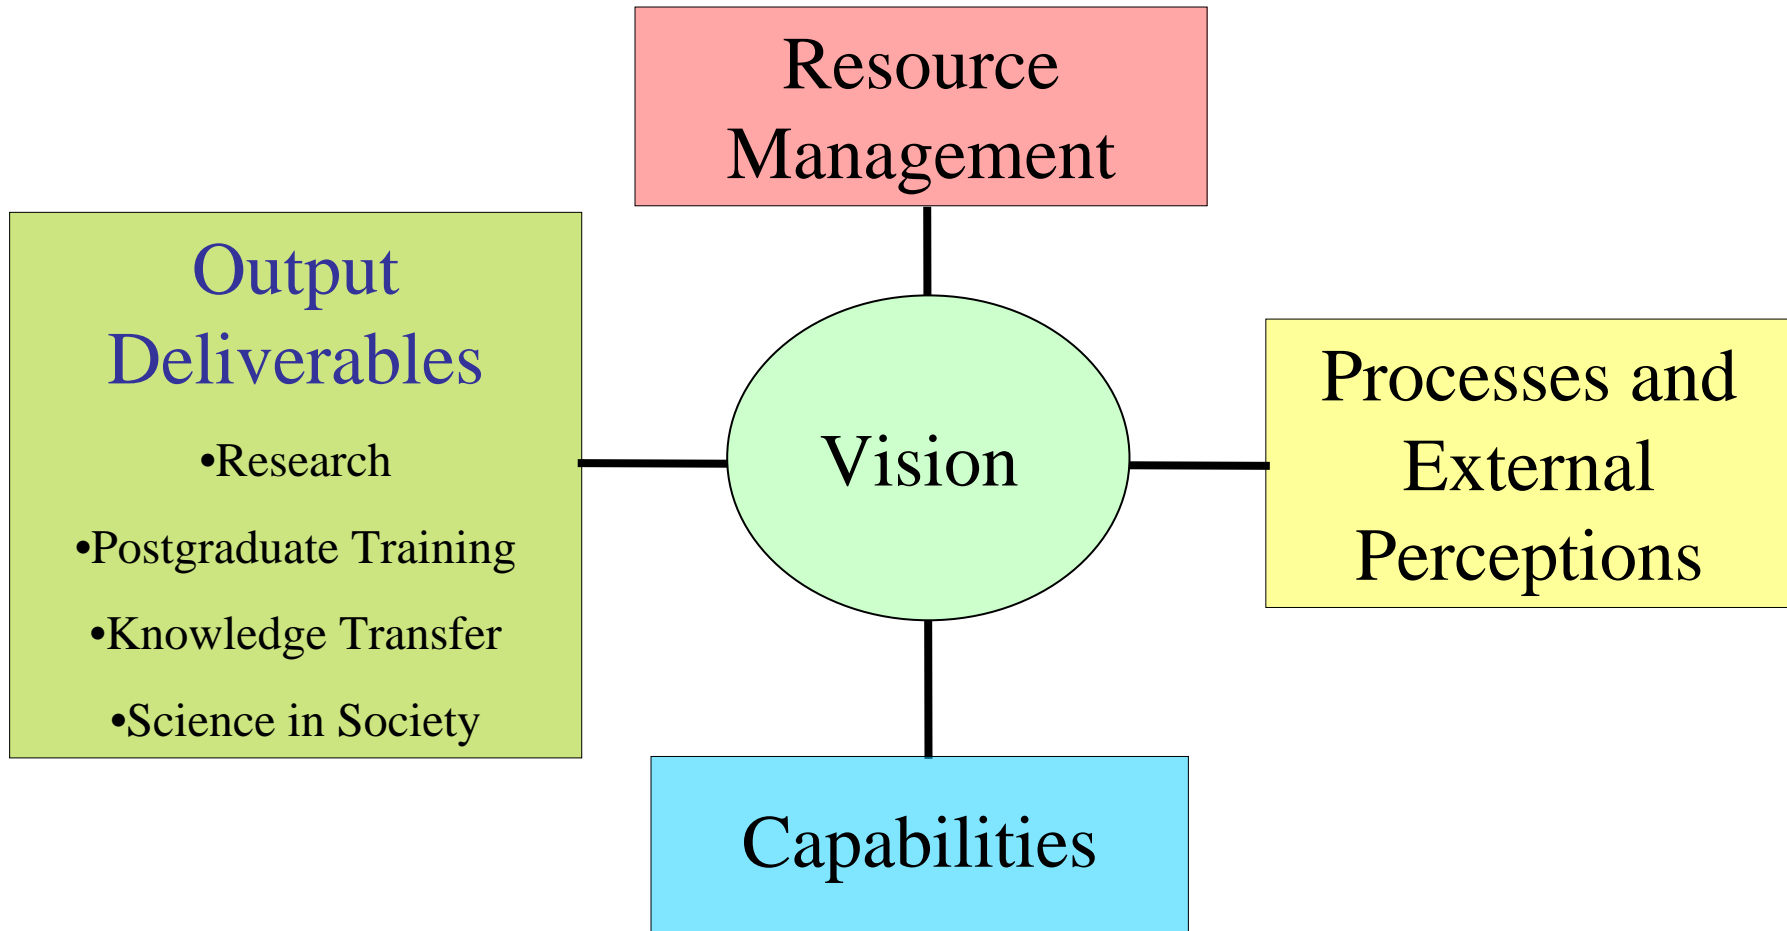 Resource
Management
Output
Deliverables
•Research
•Postgraduate Training
•Knowledge Transfer
•Science in Society
Vision
Processes and
External
Perceptions
Capabilities